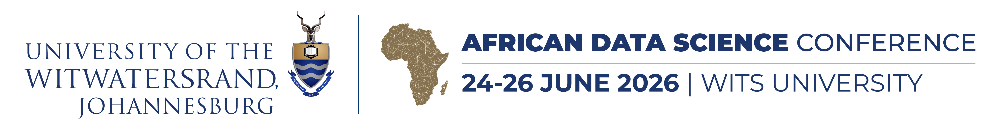 UNIVERSITY OF THE
WITWATERSRAND,
JOHANNESBURG
SCIENTIA ET LABORE
AFRICAN DATA SCIENCE CONFERENCE
24-26 JUNE 2026 | WITS UNIVERSITY